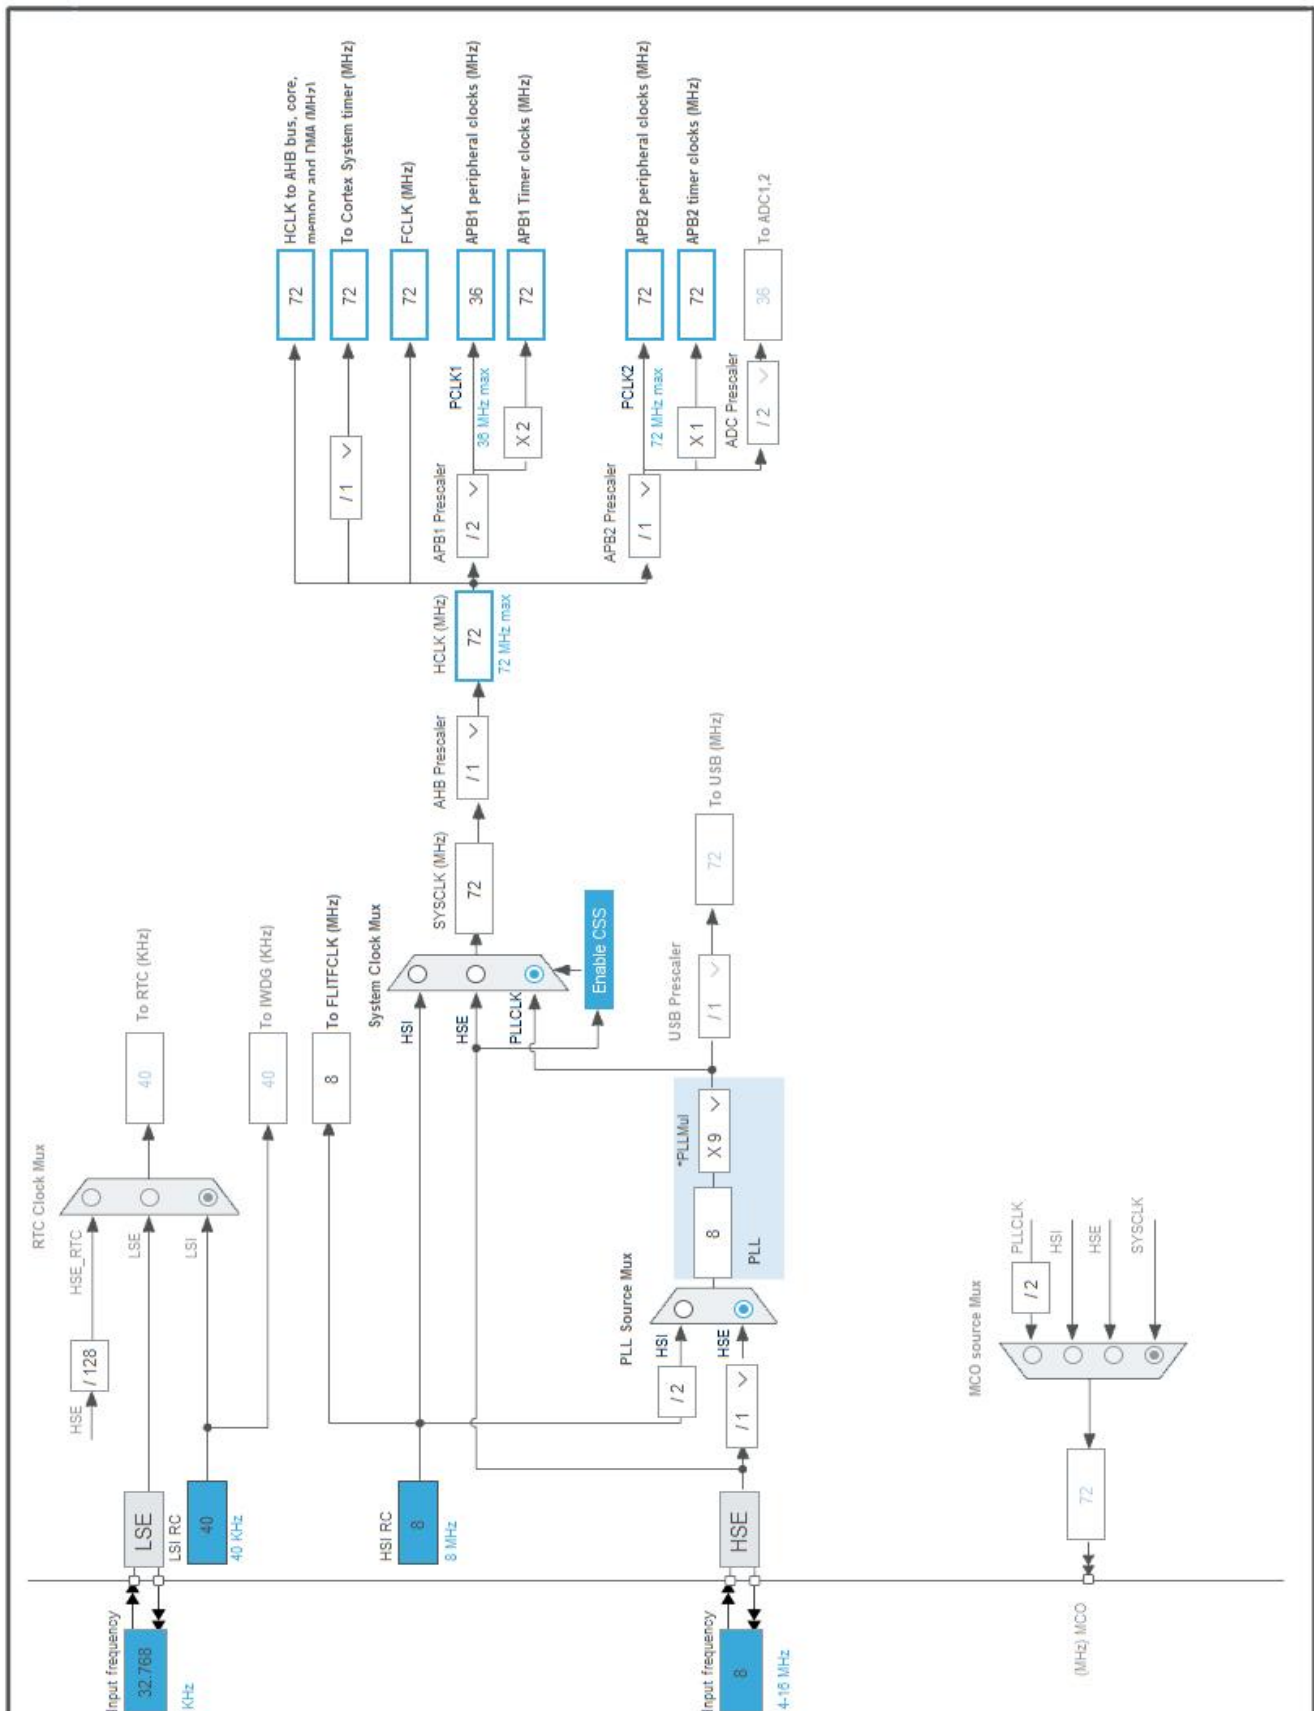 Input frequency
32.768
KHz
LSE
LSI RC
40
40 KHz
HSE
/ 128
HSE_RTC
LSE
LSI
RTC Clock Mux
40
To RTC (KHz)
40
To IWDG (KHz)
8
To FLITFCLK (MHz)
HSI RC
8
8 MHz
System Clock Mux
HSI
HSE
PLLCLK
Enable CSS
SYSCLK (MHz)
72
AHB Prescaler
/ 1
HCLK (MHz)
72
72 MHz max
72
HCLK to AHB bus, core,
memory and DMA (MHz)
/ 1
72
To Cortex System timer (MHz)
72
FCLK (MHz)
APB1 Prescaler
/ 2
PCLK1
36 MHz max
36
APB1 peripheral clocks (MHz)
X 2
72
APB1 Timer clocks (MHz)
APB2 Prescaler
/ 1
PCLK2
72 MHz max
72
APB2 peripheral clocks (MHz)
X 1
72
APB2 timer clocks (MHz)
ADC Prescaler
/ 2
36
To ADC1,2
Input frequency
8
4-16 MHz
HSE
PLL Source Mux
HSI
/ 2
HSE
/ 1
8
*PLLMul
X 9
PLL
USB Prescaler
/ 1
72
To USB (MHz)
(MHz) MCO
72
MCO source Mux
/ 2
PLLCLK
HSI
HSE
SYSCLK